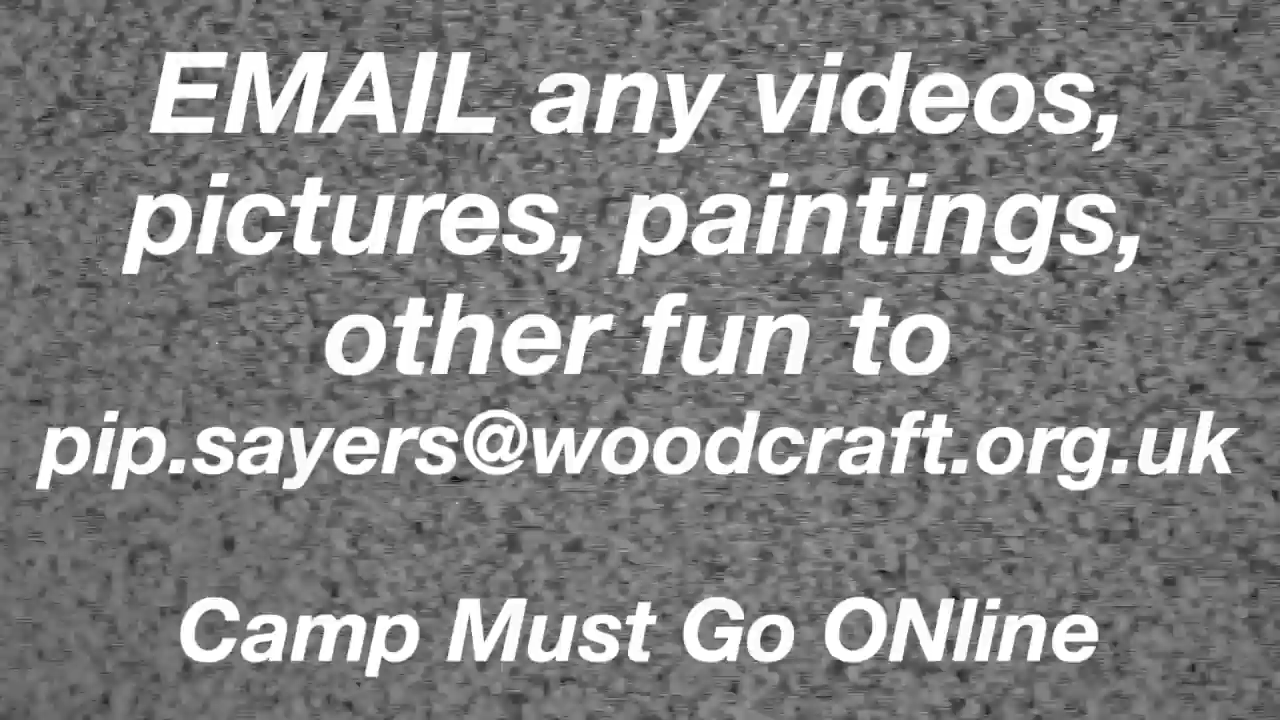 EMAIL any videos,
pictures, paintings,
other fun to
pip.sayers@woodcraft.org.uk
Camp Must Go ONline